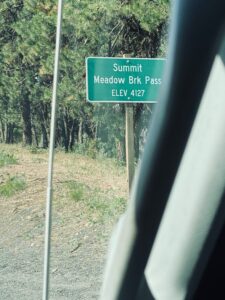 Summit
Meadow Brk Pass
ELEV 4127